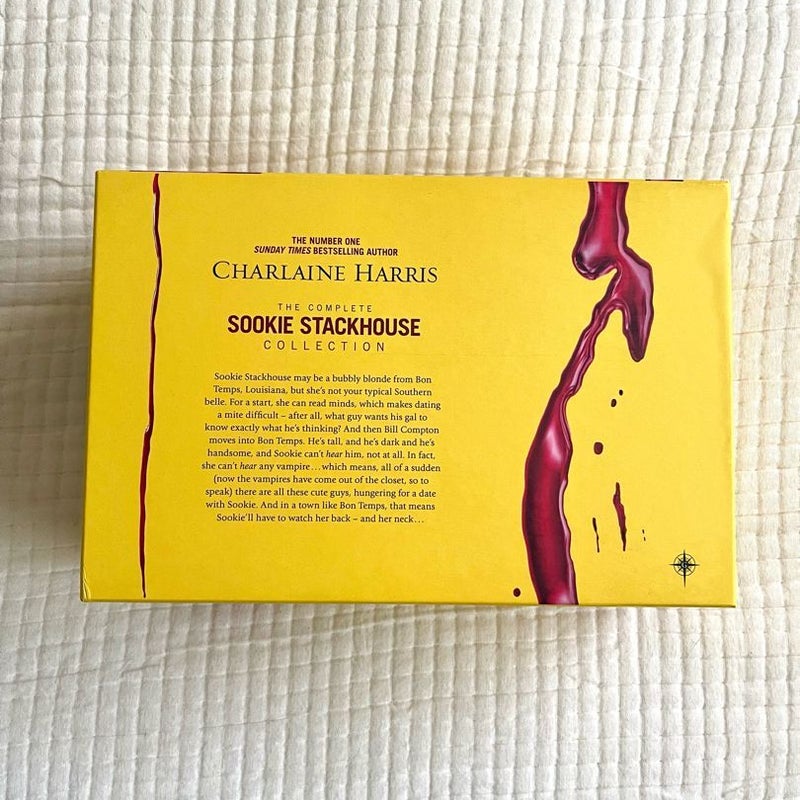 THE NUMBER ONE
SUNDAY TIMES BESTSELLING AUTHOR
CHARLAINE HARRIS
THE COMPLETE
SOOKIE STACKHOUSE
COLLECTION
Sookie Stackhouse may be a bubbly blonde from Bon
Temps, Louisiana, but she's not your typical Southern
belle. For a start, she can read minds, which makes dating
a mite difficult – after all, what guy wants his gal to
know exactly what he's thinking? And then Bill Compton
moves into Bon Temps. He's tall, and he's dark and he's
handsome, and Sookie can't hear him, not at all. In fact,
she can't hear any vampire...which means, all of a sudden
(now the vampires have come out of the closet, so to
speak) there are all these cute guys, hungering for a date
with Sookie. And in a town like Bon Temps, that means
Sookie'll have to watch her back – and her neck...